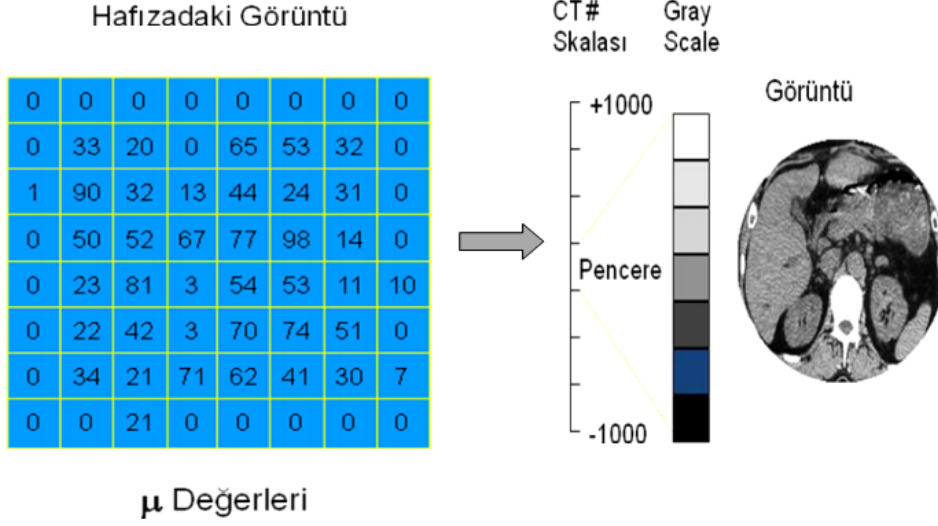 Hafızadaki Görüntü
0 0 0 0 0 0 0 0
0 33 20 0 65 53 32 0
1 90 32 13 44 24 31 0
0 50 52 67 77 98 14 0
0 23 81 3 54 53 11 10
0 22 42 3 70 74 51 0
0 34 21 71 62 41 30 7
0 0 21 0 0 0 0 0
μ Değerleri
CT#
Skalası
Gray
Scale
+1000
Pencere
-1000
Görüntü